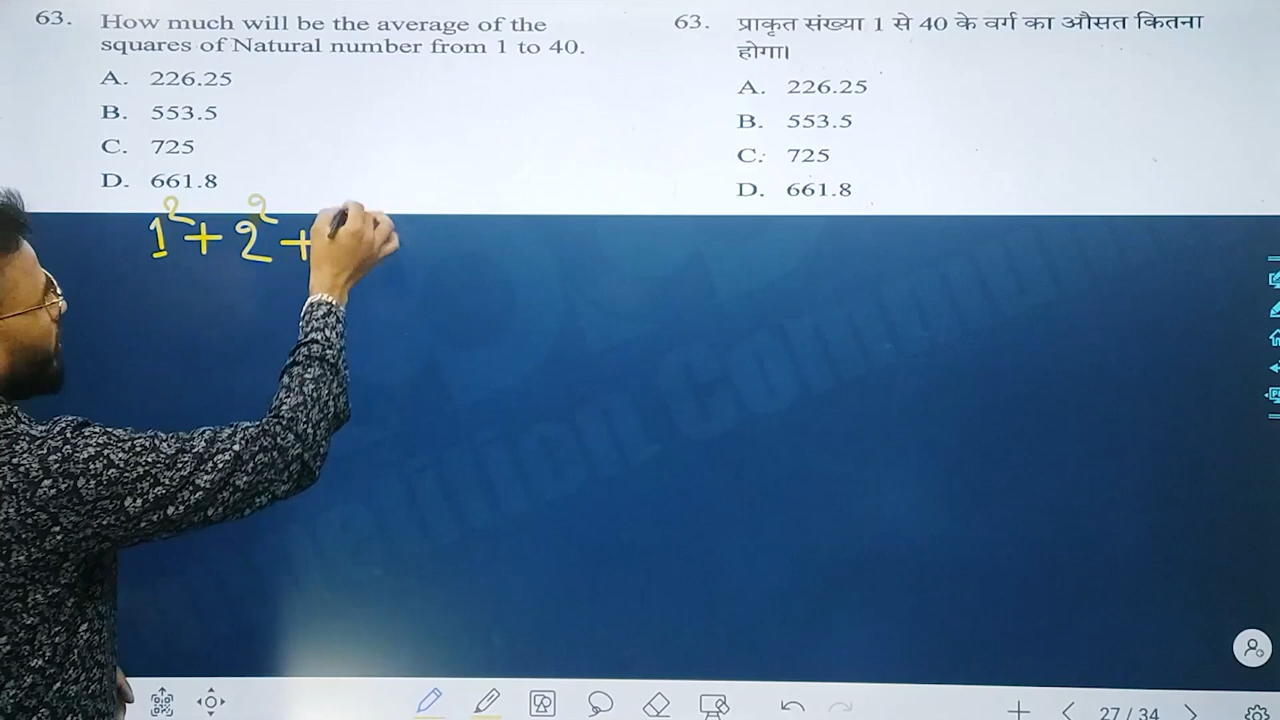 63. How much will be the average of the
squares of Natural number from 1 to 40.
A. 226.25
B. 553.5
C. 725
D. 661.8
63. प्राकृत संख्या 1 से 40 के वर्ग का औसत कितना
होगा।
A. 226.25
B. 553.5
C. 725
D. 661.8
1² + 2² +
27 / 34